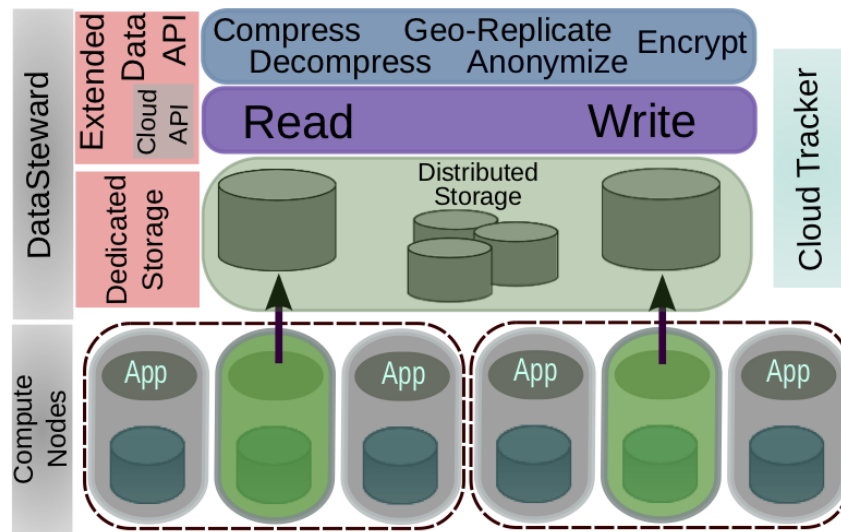 DataSteward
Extended
Data
API
Cloud
API
Compress
Decompress
Geo-Replicate
Anonymize
Encrypt
Read
Write
Cloud Tracker
Dedicated
Storage
Distributed
Storage
Compute
Nodes
App
App
App
App